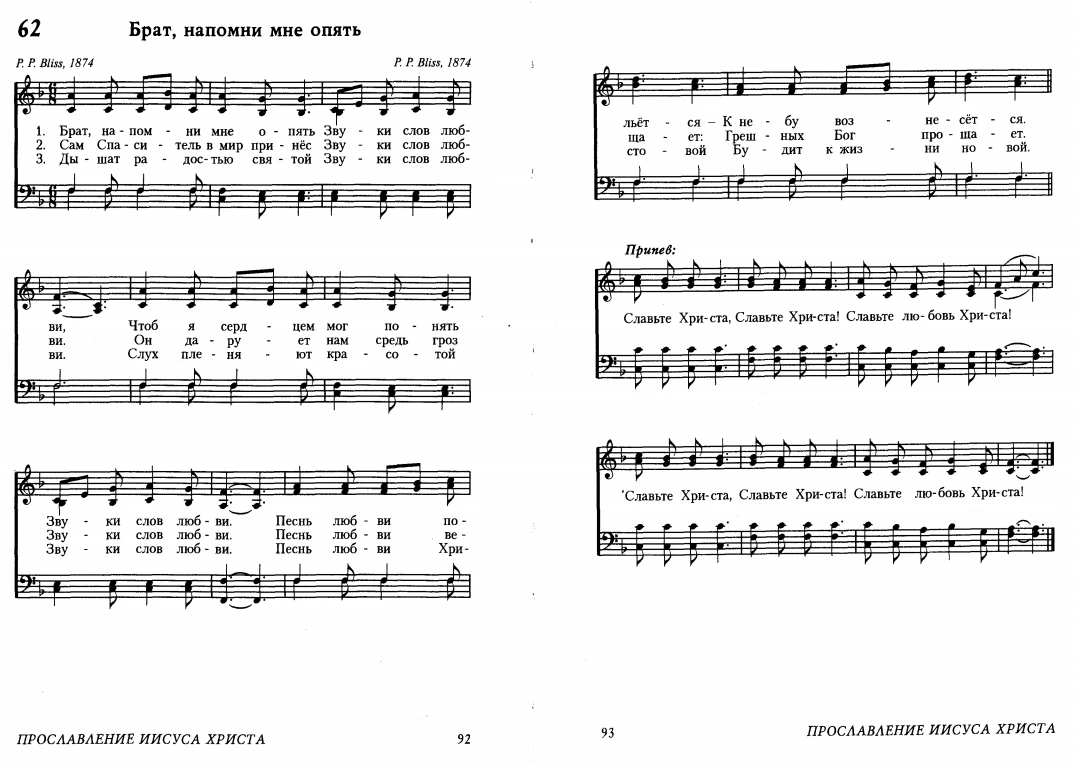 62 Брат, напомни мне опять
P. P. Bliss, 1874 P. P. Bliss, 1874
1. Брат, на - пом - ни мне о - пять Зву - ки слов люб-
2. Сам Спа - си - тель в мир при - нёс Зву - ки слов люб-
3. Ды - шат ра - дос - тью свя - той Зву - ки слов люб-
ви, Чтоб я серд - цем мог по - нять
ви. Он да - ру - ет нам средь гроз
ви. Слух пле - ня - ют кра - со - той
Зву - ки слов люб - ви. Песнь люб - ви по -
Зву - ки слов люб - ви. Песнь люб - ви ве -
Зву - ки слов люб - ви. Песнь люб - ви Хри-
ПРОСЛАВЛЕНИЕ ИИСУСА ХРИСТА 92
льёт - ся – К не - бу воз - не - сёт - ся.
ща - ет: Греш - ных Бог про - ща - ет.
сто - вой Бу - дит к жиз - ни но - вой.
Припев:
Славьте Хри-ста, Славьте Хри-ста! Славьте лю-бовь Хри-ста!
'Славьте Хри-ста, Славьте Хри-ста! Славьте лю-бовь Хри-ста!
93 ПРОСЛАВЛЕНИЕ ИИСУСА ХРИСТА